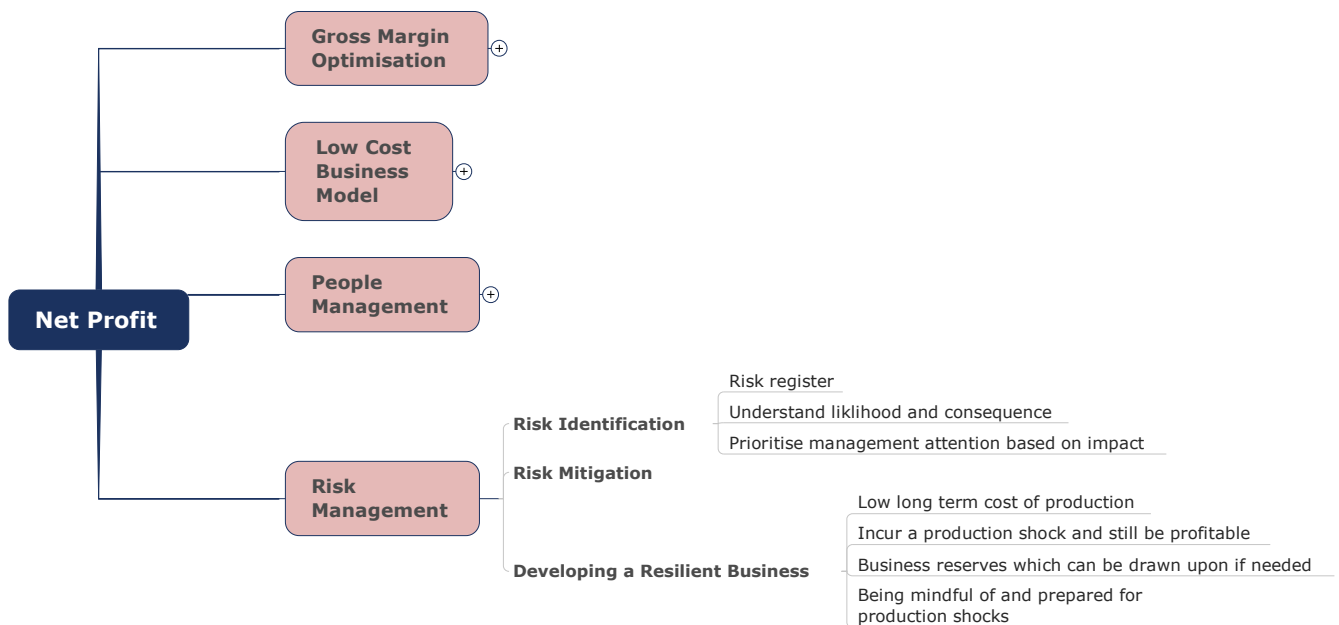 Gross Margin
Optimisation
Low Cost
Business
Model
People
Management
Net Profit
Risk
Management
Risk Identification
Risk register
Understand liklihood and consequence
Prioritise management attention based on impact
Risk Mitigation
Developing a Resilient Business
Low long term cost of production
Incur a production shock and still be profitable
Business reserves which can be drawn upon if needed
Being mindful of and prepared for
production shocks